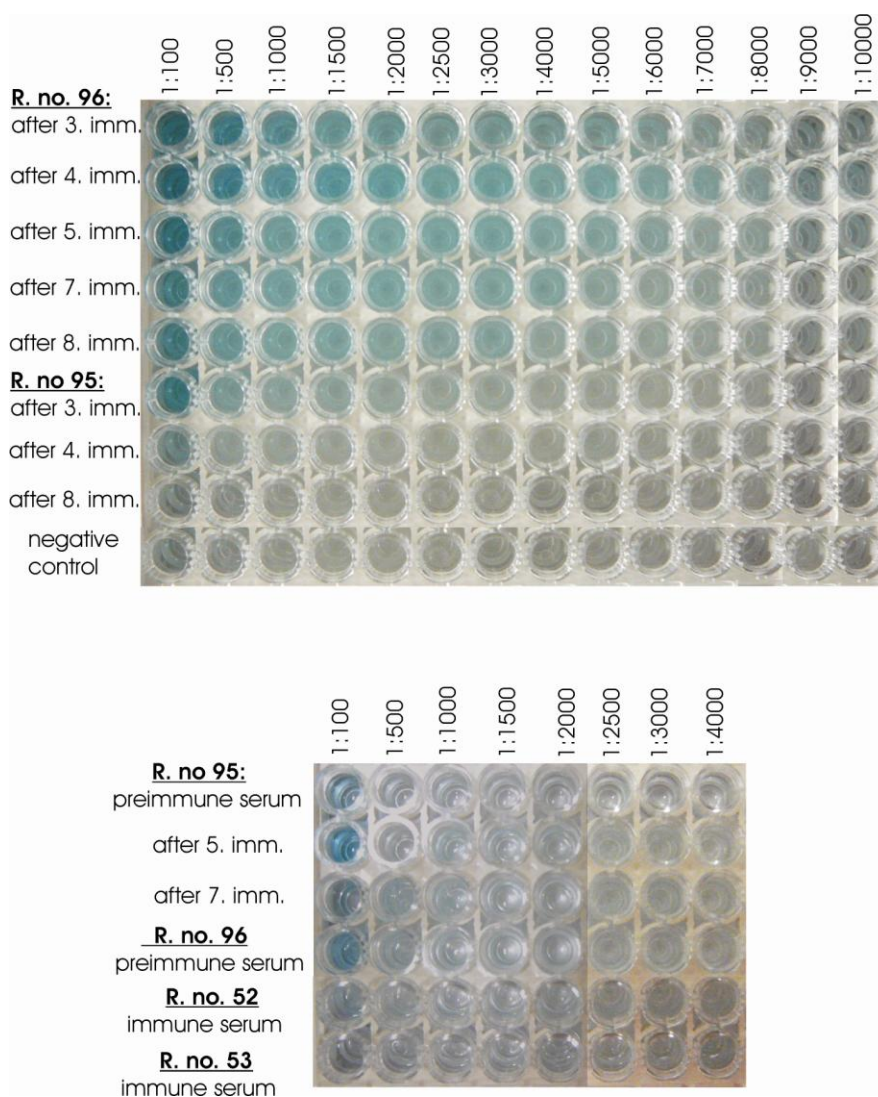 1:100 1:500 1:1000 1:1500 1:2000 1:2500 1:3000 1:4000 1:5000 1:6000 1:7000 1:8000 1:9000 1:10000
R. no. 96:
after 3. imm.
after 4. imm.
after 5. imm.
after 7. imm.
after 8. imm.
R. no 95:
after 3. imm.
after 4. imm.
after 8. imm.
negative
control
1:100 1:500 1:1000 1:1500 1:2000 1:2500 1:3000 1:4000
R. no 95:
preimmune serum
after 5. imm.
after 7. imm.
R. no. 96
preimmune serum
R. no. 52
immune serum
R. no. 53
immune serum